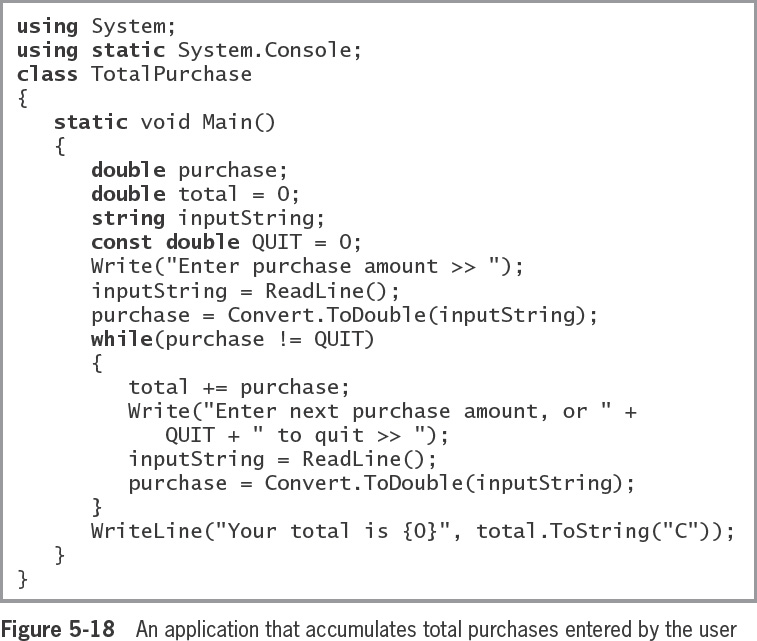 using System;
using static System.Console;
class TotalPurchase
{
   static void Main()
   {
      double purchase;
      double total = 0;
      string inputString;
      const double QUIT = 0;
      Write("Enter purchase amount >> ");
      inputString = ReadLine();
      purchase = Convert.ToDouble(inputString);
      while(purchase != QUIT)
      {
         total += purchase;
         Write("Enter next purchase amount, or " +
            QUIT + " to quit >> ");
         inputString = ReadLine();
         purchase = Convert.ToDouble(inputString);
      }
      WriteLine("Your total is {0}", total.ToString("C"));
   }
}
Figure 5-18 An application that accumulates total purchases entered by the user